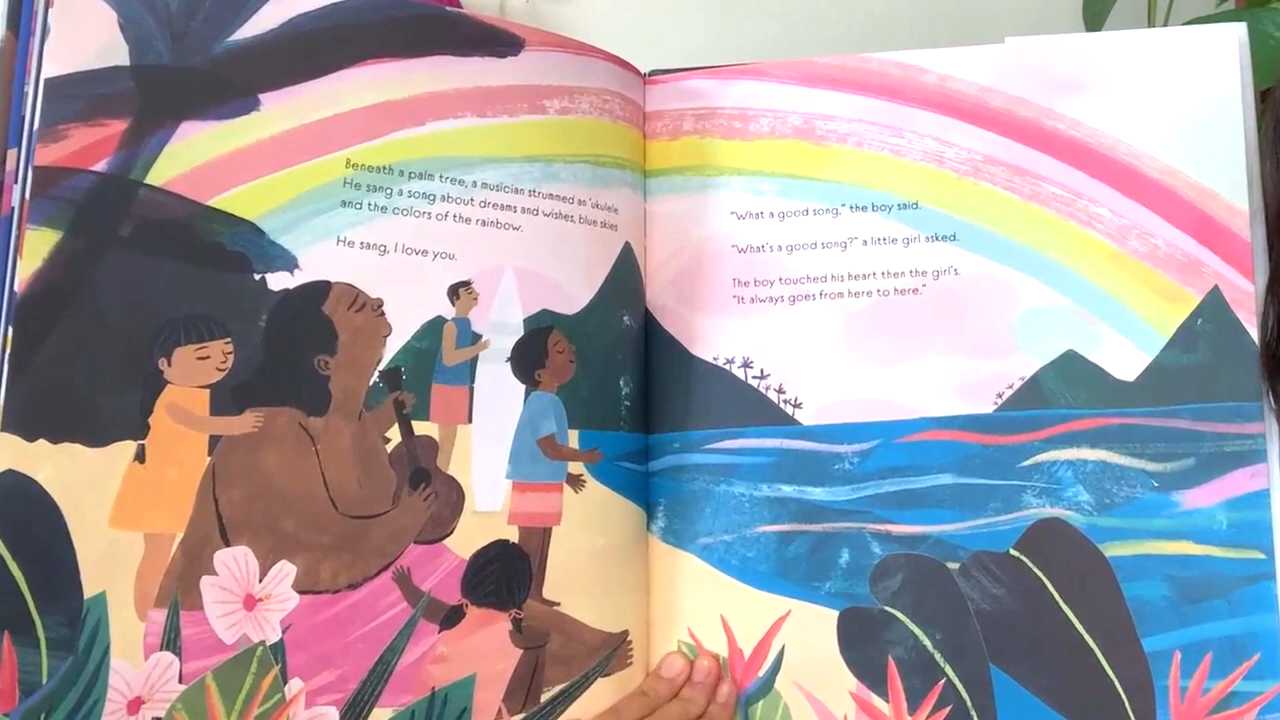 Beneath a palm tree, a musician strummed an 'ukulele.
He sang a song about dreams and wishes, blue skies
and the colors of the rainbow.
He sang, I love you.
"What a good song," the boy said.
"What's a good song?" a little girl asked.
The boy touched his heart then the girl's.
"It always goes from here to here."